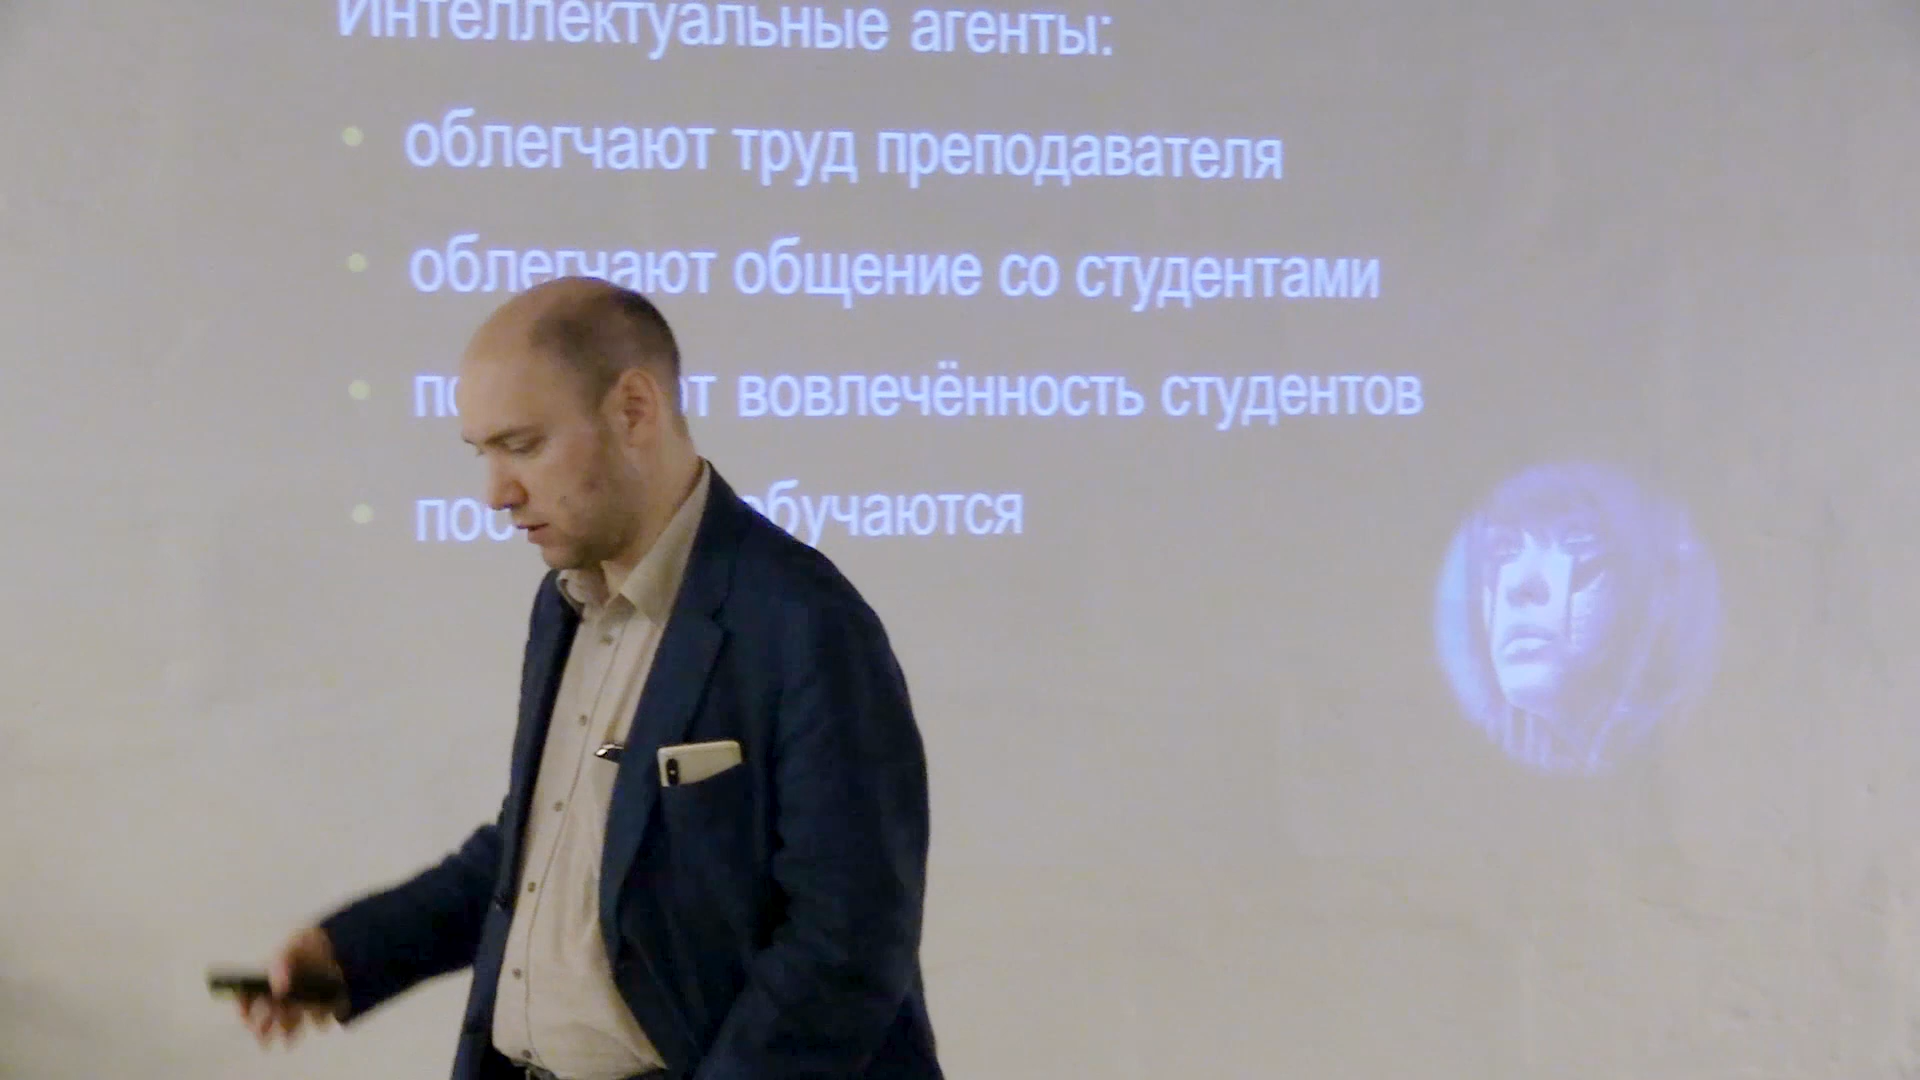 Интеллектуальные агенты:
облегчают труд преподавателя
облегчают общение со студентами
вовлечённость студентов
обучаются